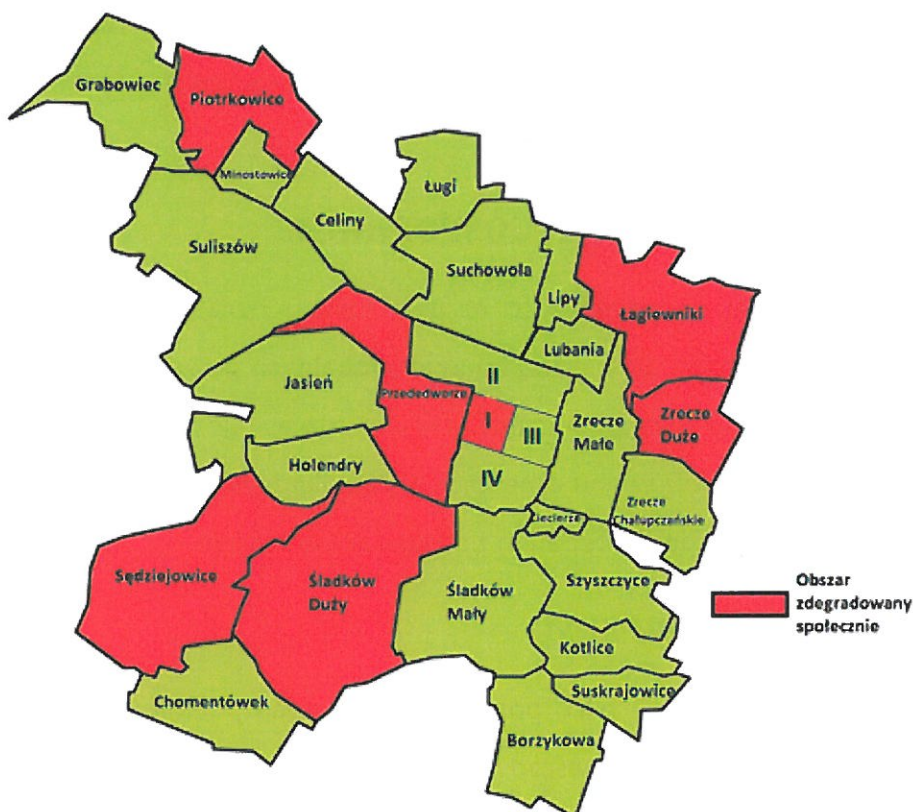 Grabowiec
Piotrkowice
Minostowice
Ługi
Celiny
Suliszów
Suchowola
Lipy
Łagiewniki
Lubania
II
Jasień
Przededworze
I
III
Zrecze
Małe
Zrecze
Duże
Holendry
IV
Zrecze
Chałupczańskie
Ciecierze
Sędziejowice
Śladków
Duży
Śladków
Mały
Szyszczyce
Obszar
zdegradowany
społecznie
Kotlice
Suskrajowice
Chomentówek
Borzykowa